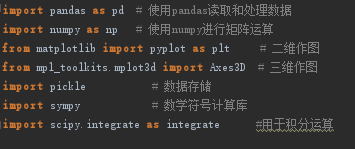 import pandas as pd  # 使用pandas读取和处理数据
import numpy as np  # 使用numpy进行矩阵运算
from matplotlib import pyplot as plt  # 二维作图
from mpl_toolkits.mplot3d import Axes3D  # 三维作图
import pickle  # 数据存储
import sympy  # 数学符号计算库
import scipy.integrate as integrate  #用于积分运算